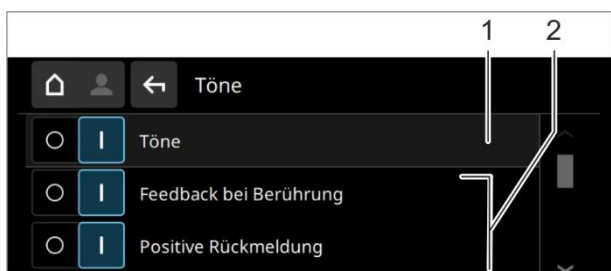 1 2
Töne
Töne
Feedback bei Berührung
Positive Rückmeldung